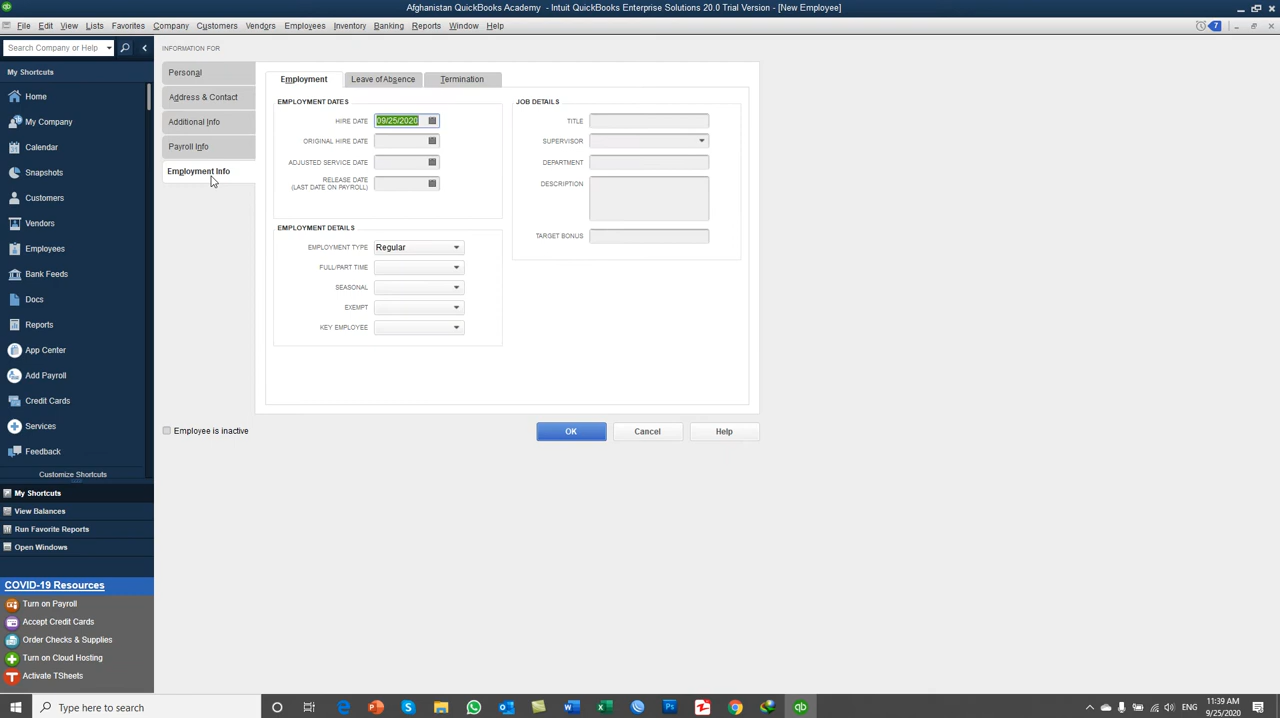 Afghanistan QuickBooks Academy - Intuit QuickBooks Enterprise Solutions 20.0 Trial Version - [New Employee]
File Edit View Lists Favorites Company Customers Vendors Employees Inventory Banking Reports Window Help
7
Search Company or Help
My Shortcuts
Home
My Company
Calendar
Snapshots
Customers
Vendors
Employees
Bank Feeds
Docs
Reports
App Center
Add Payroll
Credit Cards
Services
Feedback
Customize Shortcuts
My Shortcuts
View Balances
Run Favorite Reports
Open Windows
COVID-19 Resources
Turn on Payroll
Accept Credit Cards
Order Checks & Supplies
Turn on Cloud Hosting
Activate TSheets
INFORMATION FOR
Personal
Address & Contact
Additional Info
Payroll Info
Employment Info
Employment Leave of Absence Termination
EMPLOYMENT DATES
HIRE DATE 09/25/2020
ORIGINAL HIRE DATE
ADJUSTED SERVICE DATE
RELEASE DATE
(LAST DATE ON PAYROLL)
EMPLOYMENT DETAILS
EMPLOYMENT TYPE Regular
FULL/PART TIME
SEASONAL
EXEMPT
KEY EMPLOYEE
JOB DETAILS
TITLE
SUPERVISOR
DEPARTMENT
DESCRIPTION
TARGET BONUS
Employee is inactive
OK Cancel Help
Type here to search
ENG
11:39 AM
9/25/2020